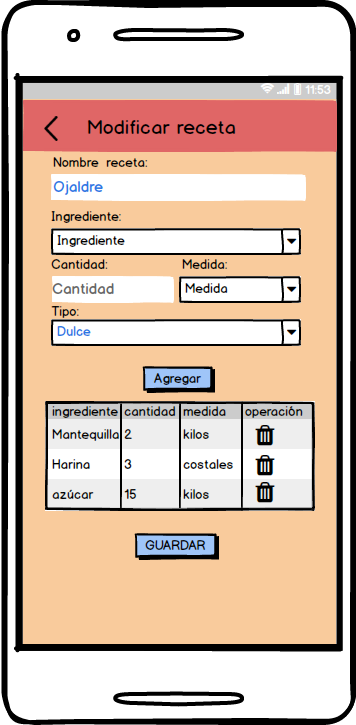 11:53
Modificar receta
Nombre receta:
Ojaldre
Ingrediente:
Ingrediente
Cantidad: Medida:
Cantidad Medida
Tipo:
Dulce
Agregar
ingrediente cantidad medida operación
Mantequilla 2 kilos
Harina 3 costales
azúcar 15 kilos
GUARDAR